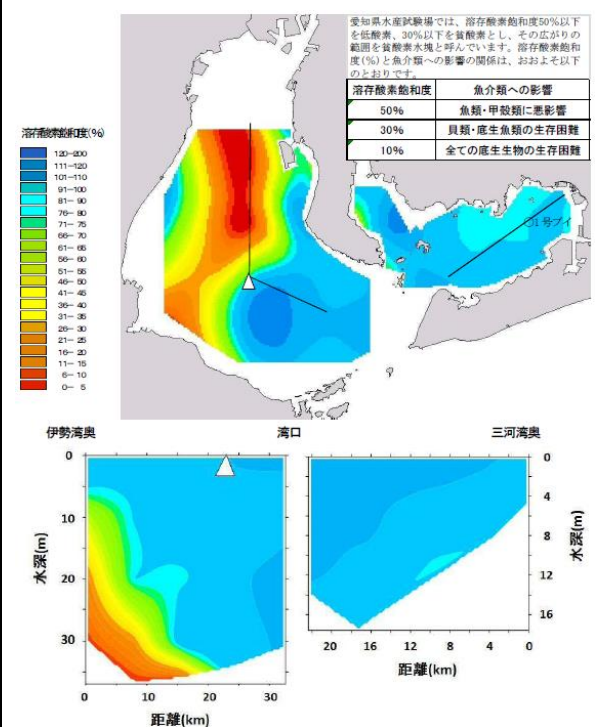 愛知県水産試験場では、溶存酸素飽和度50%以下
を低酸素、30%以下を貧酸素とし、その広がりの
範囲を貧酸素水塊と呼んでいます。溶存酸素飽和
度(%)と魚介類への影響の関係は、おおよそ以下
のとおりです。
溶存酸素飽和度 魚介類への影響
50% 魚類・甲殻類に悪影響
30% 貝類・底生魚類の生存困難
10% 全ての底生生物の生存困難
溶存酸素飽和度(%)
120-200
111-120
101-110
91-100
81- 90
76- 80
71- 75
66- 70
61- 65
56- 60
51- 55
46- 50
41- 45
36- 40
31- 35
26- 30
21- 25
16- 20
11- 15
6- 10
0- 5
1号ブイ
伊勢湾奥 湾口 三河湾奥
0
10
20
30
水深(m)
0 10 20 30
距離(km)
0
4
8
12
16
水深(m)
20 16 12 8 4 0
距離(km)